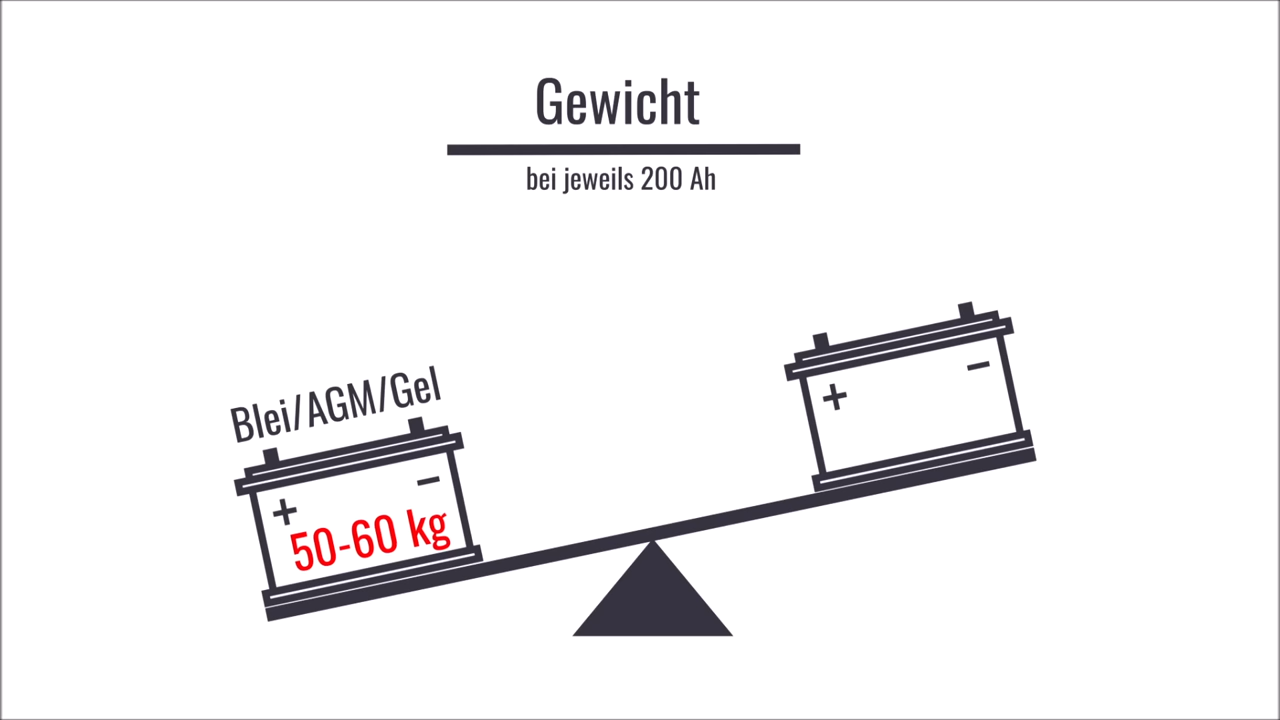 Gewicht
bei jeweils 200 Ah
Blei/AGM/Gel
+ −
50-60 kg
+ −